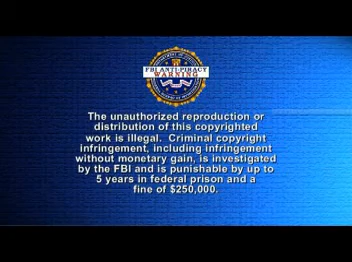 FBI ANTI-PIRACY
WARNING
The unauthorized reproduction or
distribution of this copyrighted
work is illegal. Criminal copyright
infringement, including infringement
without monetary gain, is investigated
by the FBI and is punishable by up to
5 years in federal prison and a
fine of $250,000.